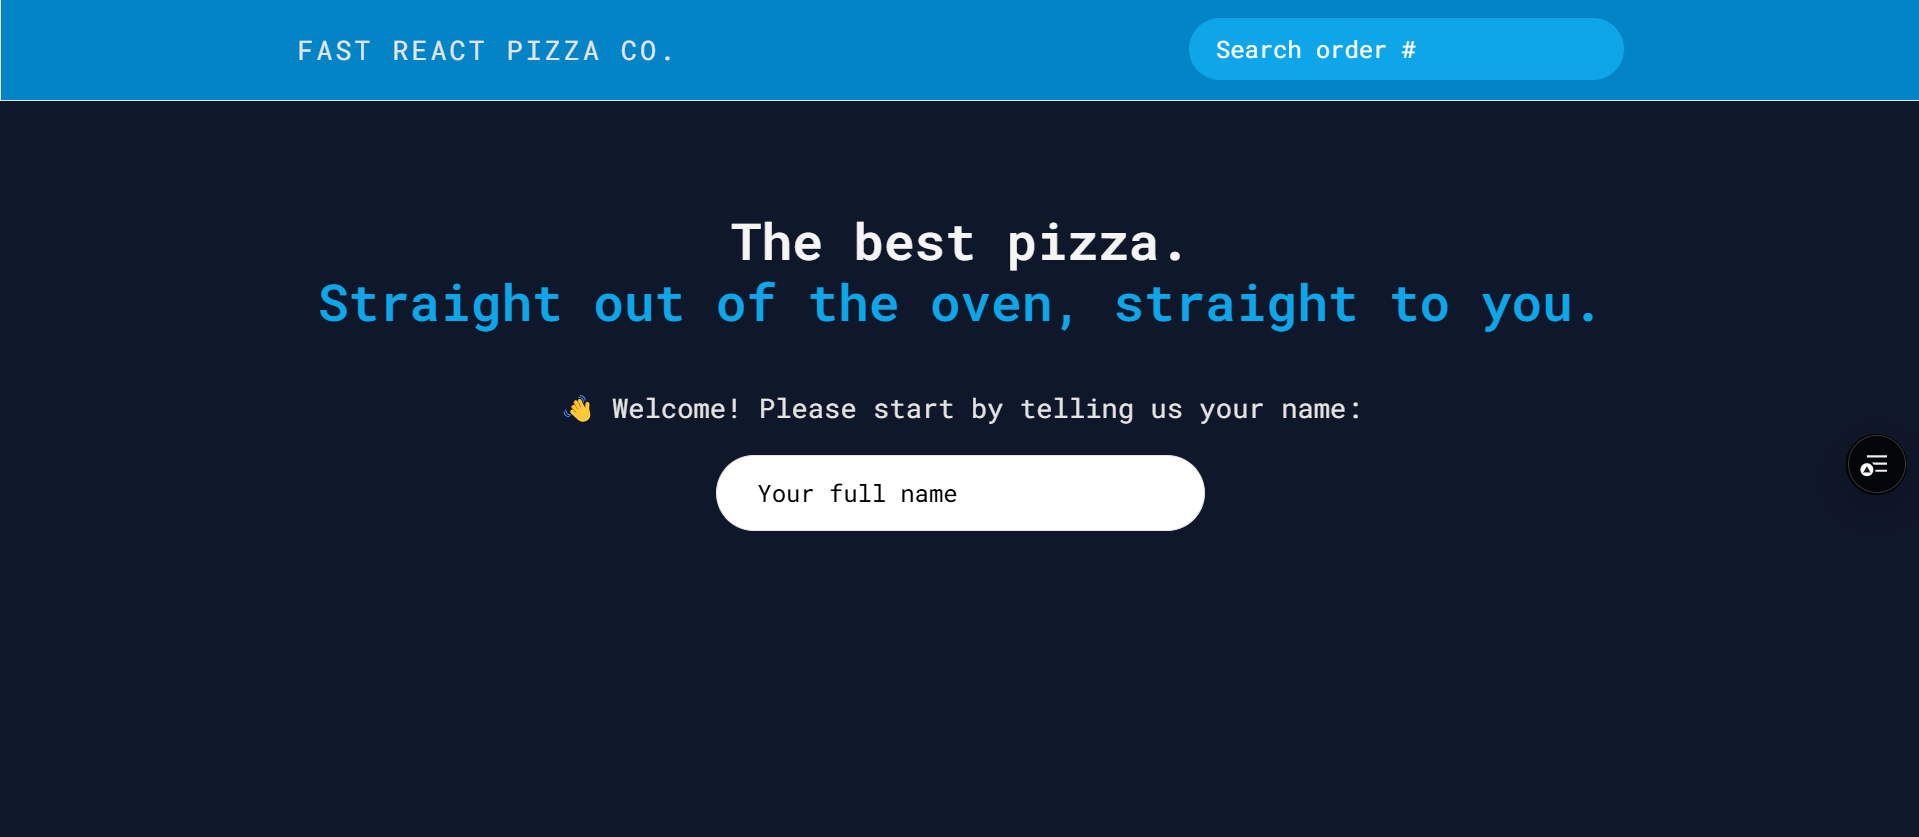 FAST REACT PIZZA CO.
Search order #
The best pizza.
Straight out of the oven, straight to you.
👋 Welcome! Please start by telling us your name:
Your full name